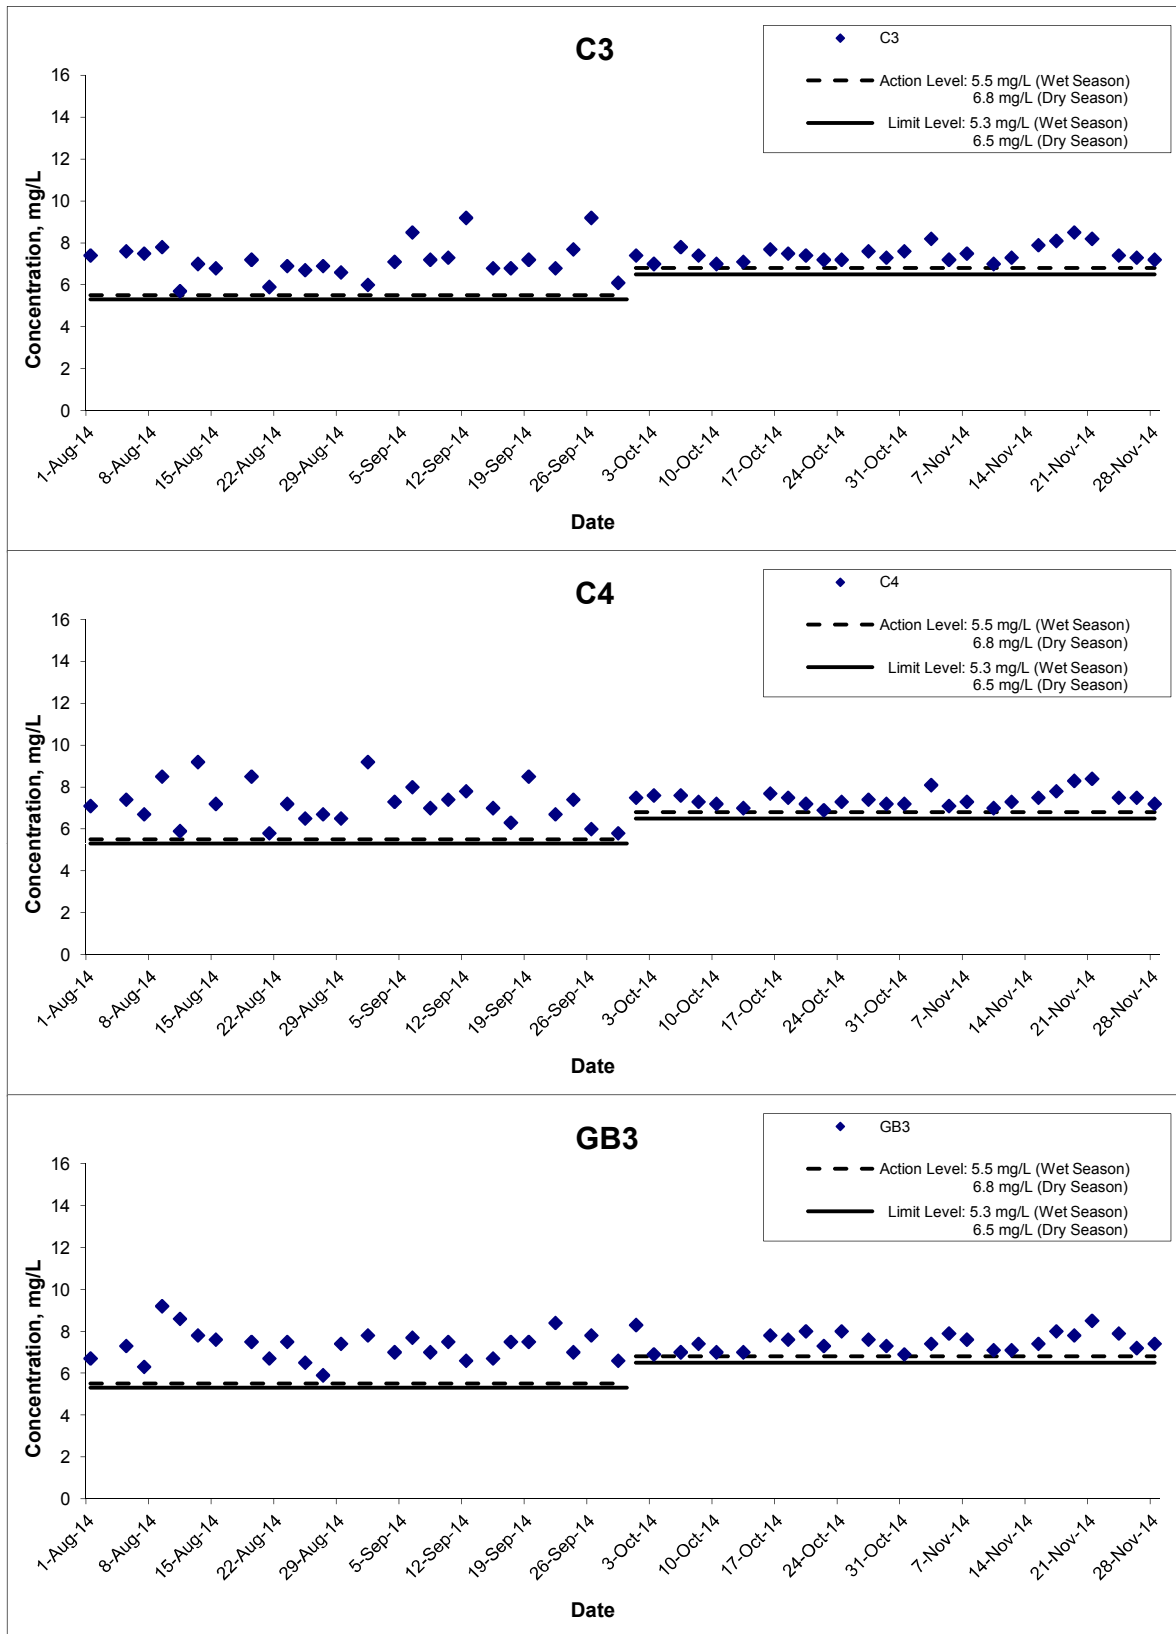 C3
C3
Action Level: 5.5 mg/L (Wet Season)
6.8 mg/L (Dry Season)
Limit Level: 5.3 mg/L (Wet Season)
6.5 mg/L (Dry Season)
Concentration, mg/L
16
14
12
10
8
6
4
2
0
1-Aug-14
8-Aug-14
15-Aug-14
22-Aug-14
29-Aug-14
5-Sep-14
12-Sep-14
19-Sep-14
26-Sep-14
3-Oct-14
10-Oct-14
17-Oct-14
24-Oct-14
31-Oct-14
7-Nov-14
14-Nov-14
21-Nov-14
28-Nov-14
Date
C4
C4
Action Level: 5.5 mg/L (Wet Season)
6.8 mg/L (Dry Season)
Limit Level: 5.3 mg/L (Wet Season)
6.5 mg/L (Dry Season)
Concentration, mg/L
16
14
12
10
8
6
4
2
0
1-Aug-14
8-Aug-14
15-Aug-14
22-Aug-14
29-Aug-14
5-Sep-14
12-Sep-14
19-Sep-14
26-Sep-14
3-Oct-14
10-Oct-14
17-Oct-14
24-Oct-14
31-Oct-14
7-Nov-14
14-Nov-14
21-Nov-14
28-Nov-14
Date
GB3
GB3
Action Level: 5.5 mg/L (Wet Season)
6.8 mg/L (Dry Season)
Limit Level: 5.3 mg/L (Wet Season)
6.5 mg/L (Dry Season)
Concentration, mg/L
16
14
12
10
8
6
4
2
0
1-Aug-14
8-Aug-14
15-Aug-14
22-Aug-14
29-Aug-14
5-Sep-14
12-Sep-14
19-Sep-14
26-Sep-14
3-Oct-14
10-Oct-14
17-Oct-14
24-Oct-14
31-Oct-14
7-Nov-14
14-Nov-14
21-Nov-14
28-Nov-14
Date